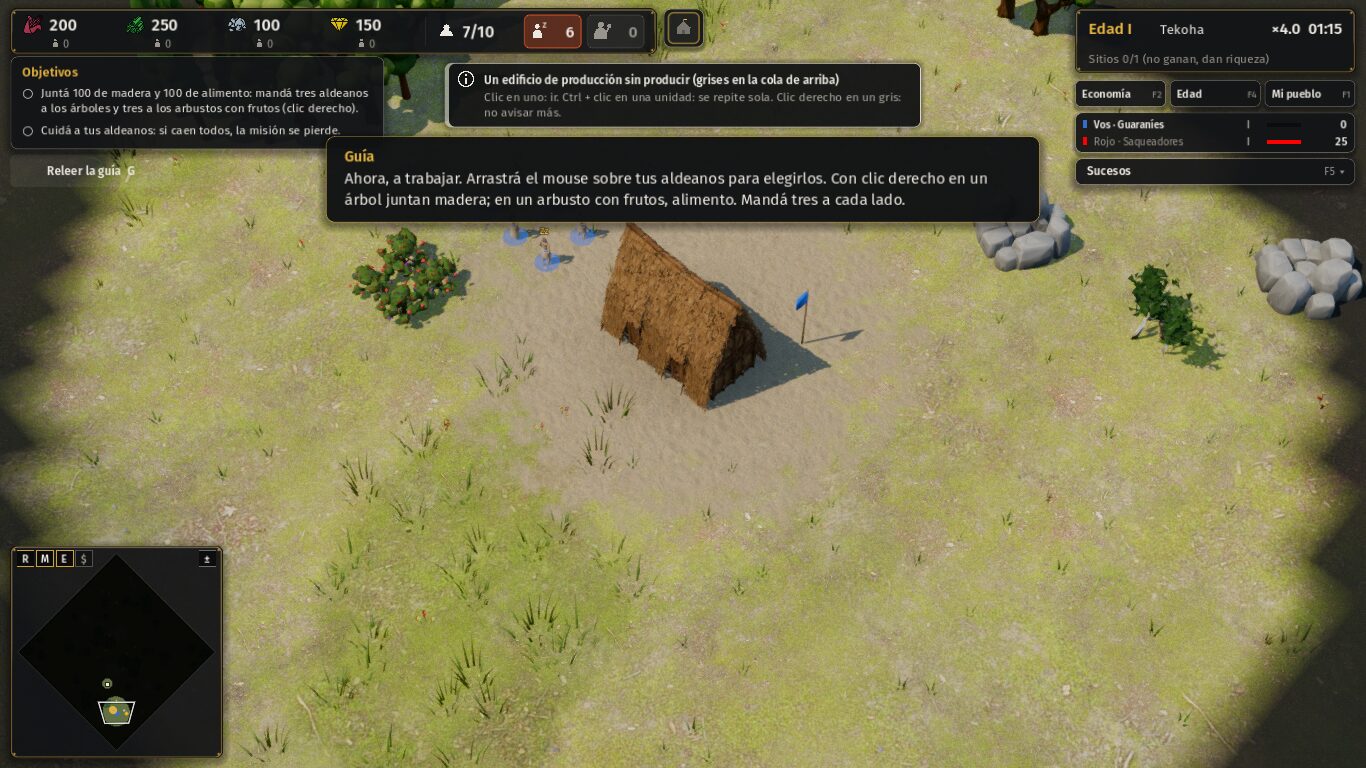 200 250 100 150 7/10 6 0
0 0 0 0
Objetivos
Juntá 100 de madera y 100 de alimento: mandá tres aldeanos
a los árboles y tres a los arbustos con frutos (clic derecho).
Cuidá a tus aldeanos: si caen todos, la misión se pierde.
Releer la guía G
Un edificio de producción sin producir (grises en la cola de arriba)
Clic en uno: ir. Ctrl + clic en una unidad: se repite sola. Clic derecho en un gris:
no avisar más.
Guía
Ahora, a trabajar. Arrastrá el mouse sobre tus aldeanos para elegirlos. Con clic derecho en un
árbol juntan madera; en un arbusto con frutos, alimento. Mandá tres a cada lado.
Edad I Tekoha ×4.0 01:15
Sitios 0/1 (no ganan, dan riqueza)
Economía F2 Edad F4 Mi pueblo F1
Vos · Guaraníes I 0
Rojo · Saqueadores I 25
Sucesos F5
R M E $ ±